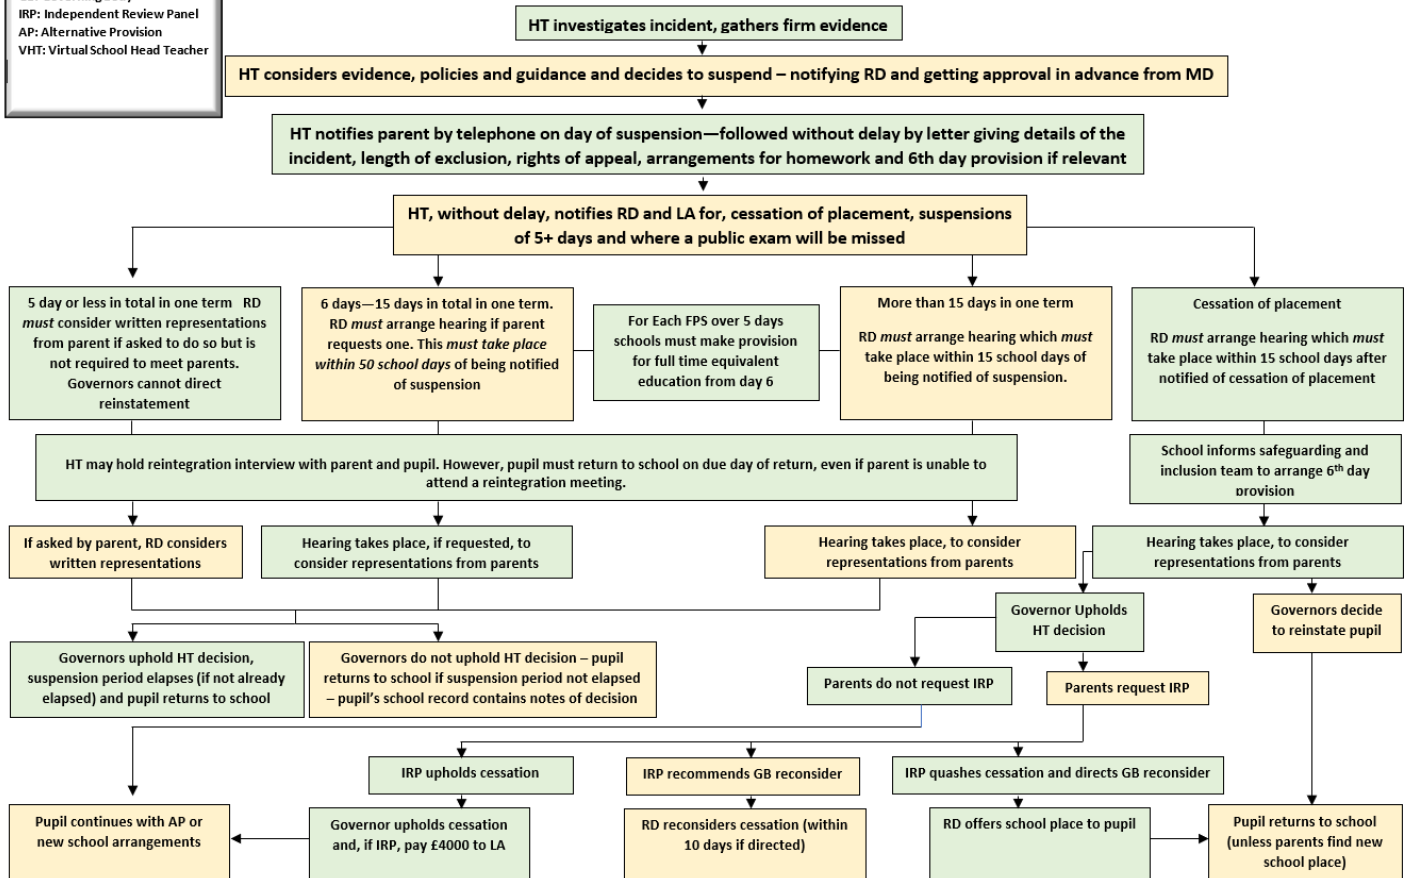 IRP: Independent Review Panel
AP: Alternative Provision
VHT: Virtual School Head Teacher
HT investigates incident, gathers firm evidence
HT considers evidence, policies and guidance and decides to suspend – notifying RD and getting approval in advance from MD
HT notifies parent by telephone on day of suspension—followed without delay by letter giving details of the
incident, length of exclusion, rights of appeal, arrangements for homework and 6th day provision if relevant
HT, without delay, notifies RD and LA for, cessation of placement, suspensions
of 5+ days and where a public exam will be missed
5 day or less in total in one term RD
must consider written representations
from parent if asked to do so but is
not required to meet parents.
Governors cannot direct
reinstatement
6 days—15 days in total in one term.
RD must arrange hearing if parent
requests one. This must take place
within 50 school days of being notified
of suspension
For Each FPS over 5 days
schools must make provision
for full time equivalent
education from day 6
More than 15 days in one term
RD must arrange hearing which must
take place within 15 school days of
being notified of suspension.
Cessation of placement
RD must arrange hearing which must
take place within 15 school days after
notified of cessation of placement
HT may hold reintegration interview with parent and pupil. However, pupil must return to school on due day of return, even if parent is unable to
attend a reintegration meeting.
School informs safeguarding and
inclusion team to arrange 6th day
provision
If asked by parent, RD considers
written representations
Hearing takes place, if requested, to
consider representations from parents
Hearing takes place, to consider
representations from parents
Hearing takes place, to consider
representations from parents
Governor Upholds
HT decision
Governors decide
to reinstate pupil
Governors uphold HT decision,
suspension period elapses (if not already
elapsed) and pupil returns to school
Governors do not uphold HT decision – pupil
returns to school if suspension period not elapsed
– pupil's school record contains notes of decision
Parents do not request IRP
Parents request IRP
IRP upholds cessation
IRP recommends GB reconsider
IRP quashes cessation and directs GB reconsider
Pupil continues with AP or
new school arrangements
Governor upholds cessation
and, if IRP, pay £4000 to LA
RD reconsiders cessation (within
10 days if directed)
RD offers school place to pupil
Pupil returns to school
(unless parents find new
school place)